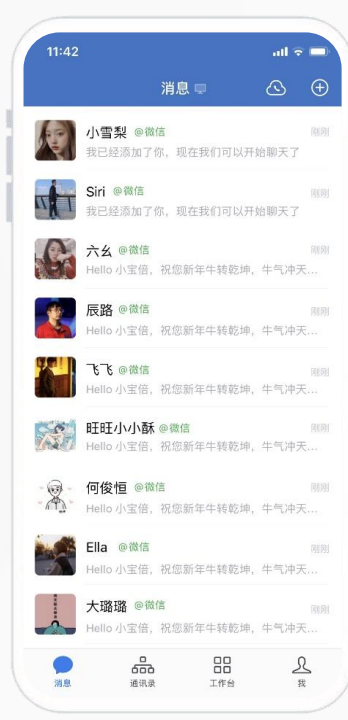 11:42
消息
小雪梨 @微信 刚刚
我已经添加了你，现在我们可以开始聊天了
Siri @微信 刚刚
我已经添加了你，现在我们可以开始聊天了
六幺 @微信 刚刚
Hello 小宝倍，祝您新年牛转乾坤，牛气冲天...
辰路 @微信 刚刚
Hello 小宝倍，祝您新年牛转乾坤，牛气冲天...
飞飞 @微信 刚刚
Hello 小宝倍，祝您新年牛转乾坤，牛气冲天...
旺旺小小酥 @微信 刚刚
Hello 小宝倍，祝您新年牛转乾坤，牛气冲天...
何俊恒 @微信 刚刚
Hello 小宝倍，祝您新年牛转乾坤，牛气冲天...
Ella @微信 刚刚
Hello 小宝倍，祝您新年牛转乾坤，牛气冲天...
大璐璐 @微信 刚刚
Hello 小宝倍，祝您新年牛转乾坤，牛气冲天...
消息 通讯录 工作台 我